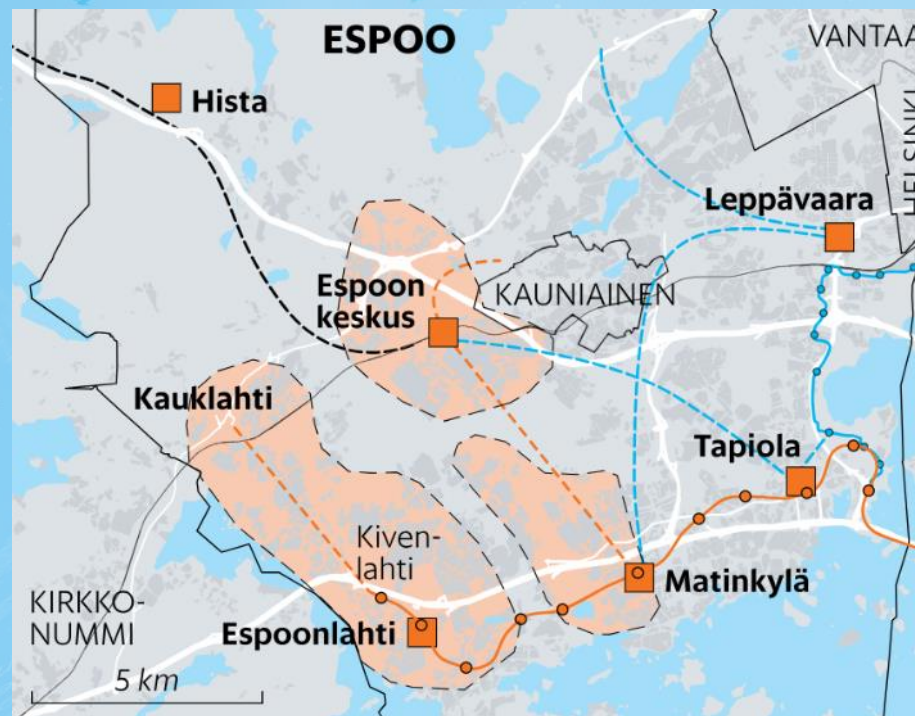 ESPOO
VANTAA
Hista
HELSINKI
Leppävaara
Espoon
keskus
KAUNIAINEN
Kauklahti
Tapiola
Kiven-
lahti
Matinkylä
KIRKKO-
NUMMI
Espoonlahti
5 km